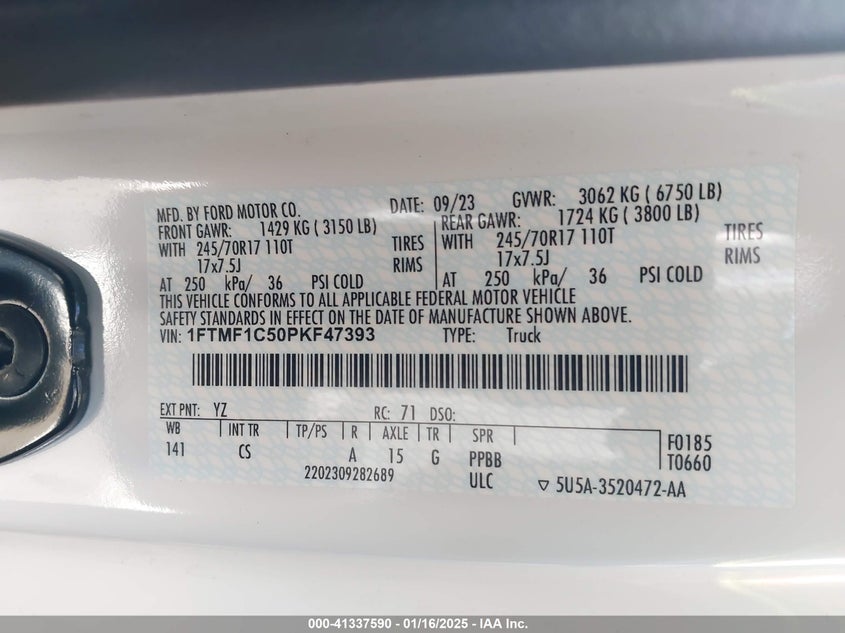 MFD. BY FORD MOTOR CO. DATE: 09/23 GVWR: 3062 KG ( 6750 LB)
FRONT GAWR: 1429 KG ( 3150 LB) REAR GAWR: 1724 KG ( 3800 LB)
WITH 245/70R17 110T TIRES WITH 245/70R17 110T TIRES
17x7.5J RIMS 17x7.5J RIMS
AT 250 kPa/ 36 PSI COLD AT 250 kPa/ 36 PSI COLD
THIS VEHICLE CONFORMS TO ALL APPLICABLE FEDERAL MOTOR VEHICLE
SAFETY STANDARDS IN EFFECT ON THE DATE OF MANUFACTURE SHOWN ABOVE.
VIN: 1FTMF1C50PKF47393 TYPE: Truck
EXT PNT: YZ RC: 71 DSO:
WB INT TR TP/PS R AXLE TR SPR F0185
141 CS A 15 G PPBB T0660
2202309282689 ULC ▽ 5U5A-3520472-AA
000-41337590 - 01/16/2025 - IAA Inc.